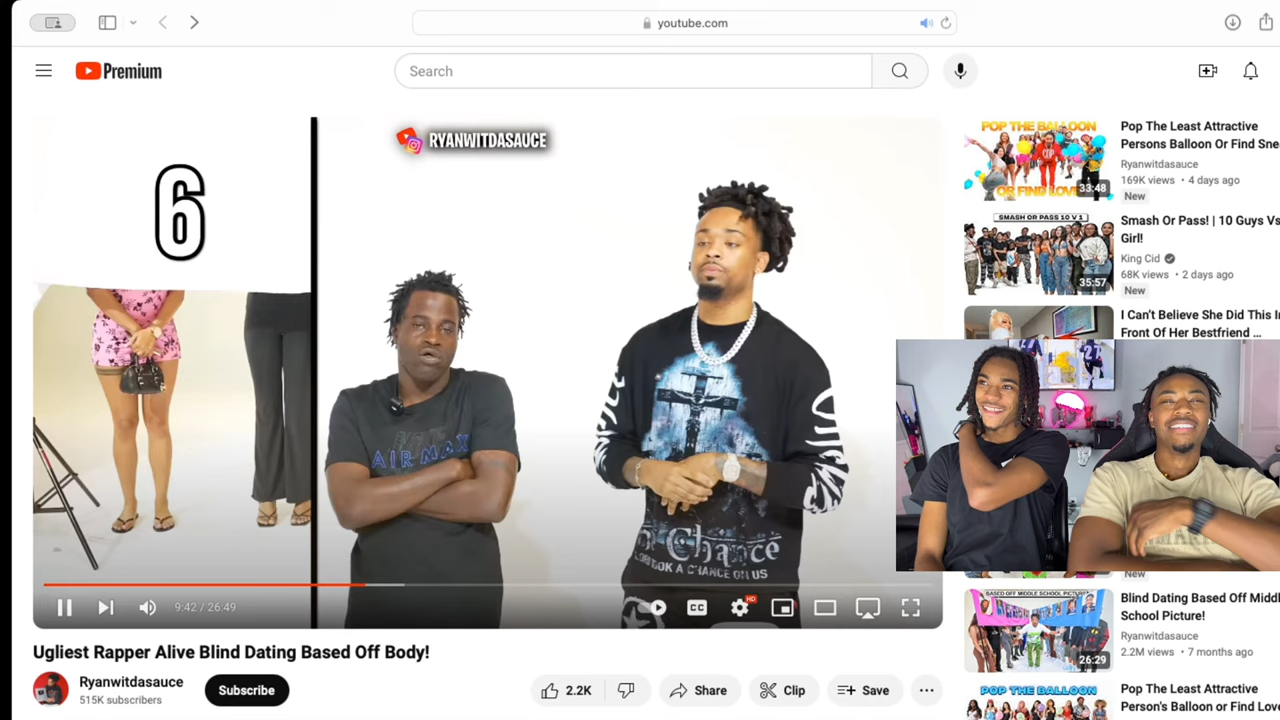 youtube.com
Premium
Search
6
RYANWITDASAUCE
AIR MAX
Chance
TOOK A CHANCE ON US
9:42 / 26:49
CC
HD
Ugliest Rapper Alive Blind Dating Based Off Body!
Ryanwitdasauce
515K subscribers
Subscribe
2.2K
Share
Clip
Save
POP THE BALLOON
OR FIND LOVE
33:48
Pop The Least Attractive
Persons Balloon Or Find Sne
Ryanwitdasauce
169K views • 4 days ago
New
SMASH OR PASS 10 V 1
35:57
Smash Or Pass! | 10 Guys Vs
Girl!
King Cid
68K views • 2 days ago
New
I Can't Believe She Did This In
Front Of Her Bestfriend ...
27
New
BASED OFF MIDDLE SCHOOL PICTURE!
26:29
Blind Dating Based Off Middl
School Picture!
Ryanwitdasauce
2.2M views • 7 months ago
POP THE BALLOON
Pop The Least Attractive
Person's Balloon or Find Love